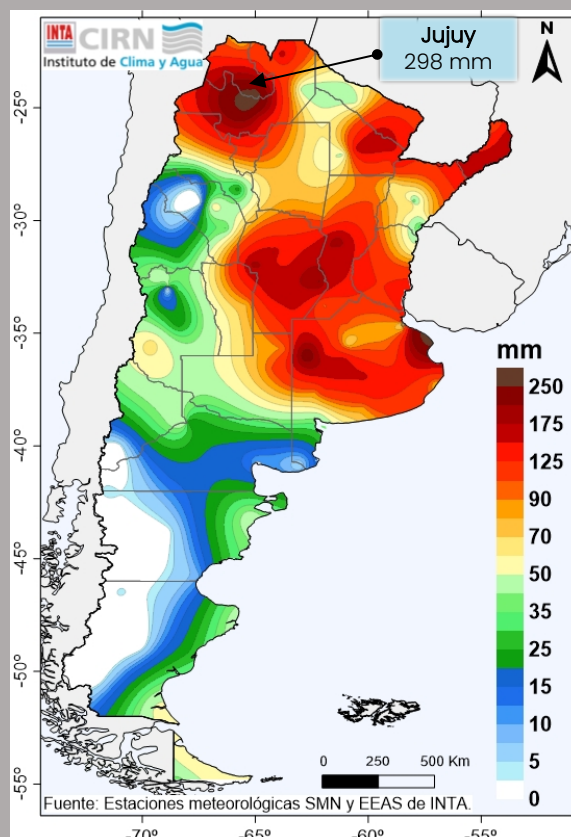 INTA CIRN
Instituto de Clima y Agua
Jujuy
298 mm
N
-25°
-30°
-35°
-40°
-45°
-50°
-55°
mm
250
175
125
90
70
50
35
25
15
10
5
0
0 250 500 Km
Fuente: Estaciones meteorológicas SMN y EEAS de INTA.
-70° -65° -60° -55°